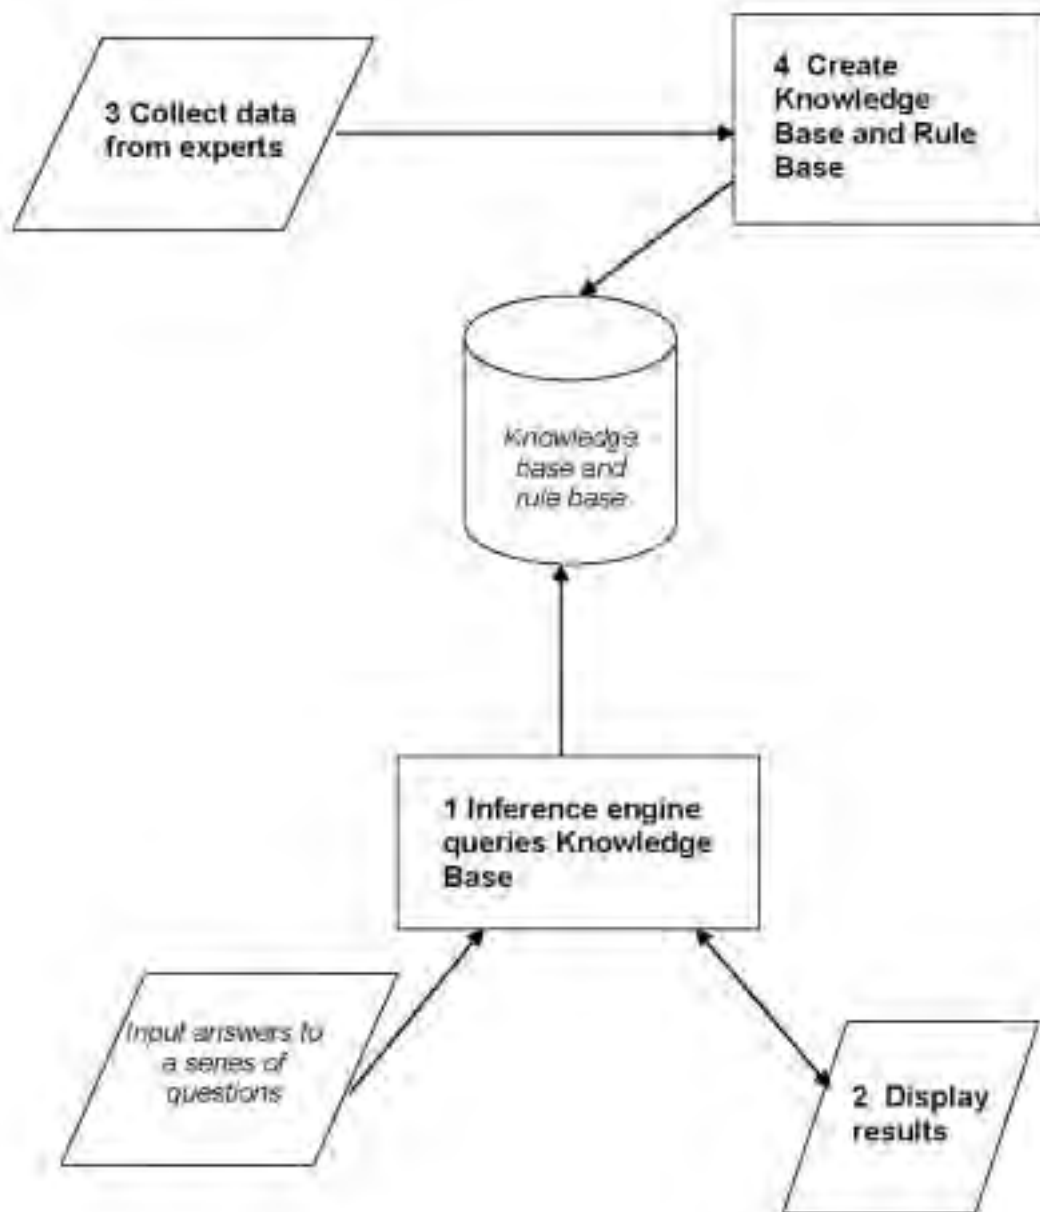 3 Collect data
from experts
4 Create
Knowledge
Base and Rule
Base
Knowledge
base and
rule base
1 Inference engine
queries Knowledge
Base
Input answers to
a series of
questions
2 Display
results